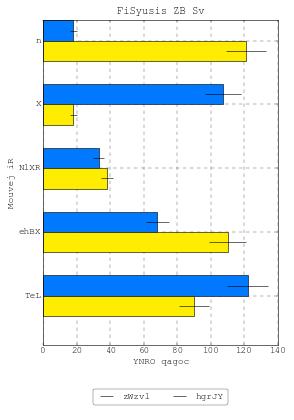 FiSyusis ZB Sv
n
X
NlXR
ehBX
TeL
Mouvej iR
0 20 40 60 80 100 120 140
YNRO qagoc
zWzvl hgrJY